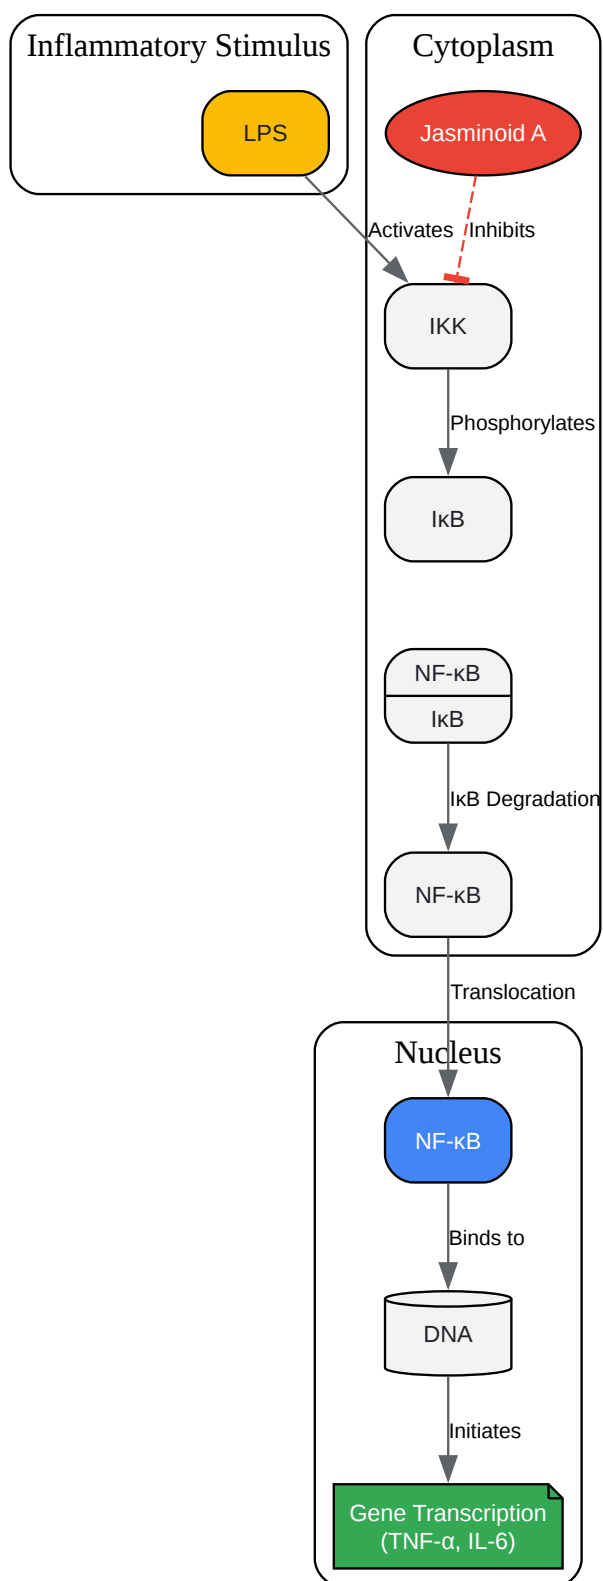 Inflammatory Stimulus
Cytoplasm
LPS
Jasminoid A
Activates
Inhibits
IKK
Phosphorylates
IκB
NF-κB
IκB
IκB Degradation
NF-κB
Translocation
Nucleus
NF-κB
Binds to
DNA
Initiates
Gene Transcription
(TNF-α, IL-6)